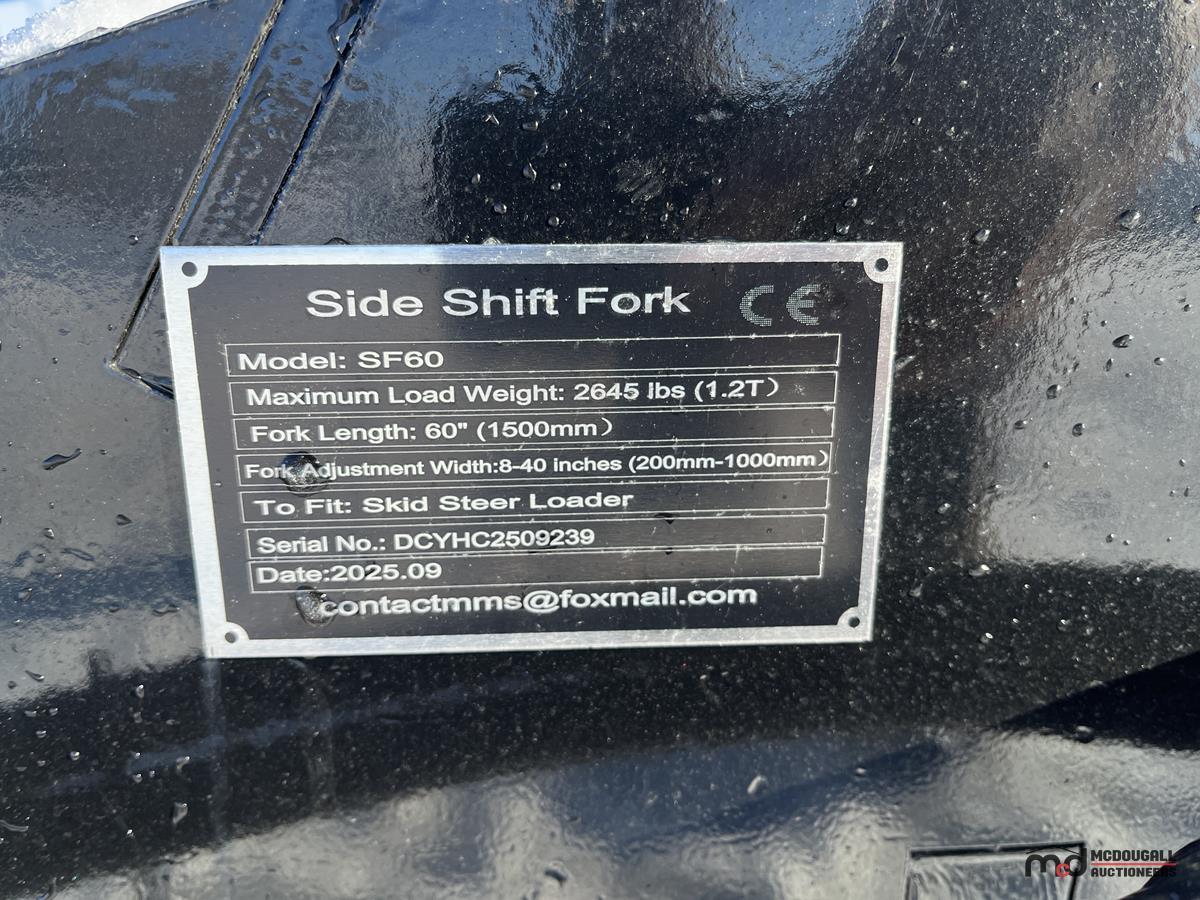 Side Shift Fork CE
Model: SF60
Maximum Load Weight: 2645 lbs (1.2T）
Fork Length: 60" (1500mm）
Fork Adjustment Width:8-40 inches (200mm-1000mm）
To Fit: Skid Steer Loader
Serial No.: DCYHC2509239
Date:2025.09
contactmms@foxmail.com
mcd MCDOUGALL
AUCTIONEERS